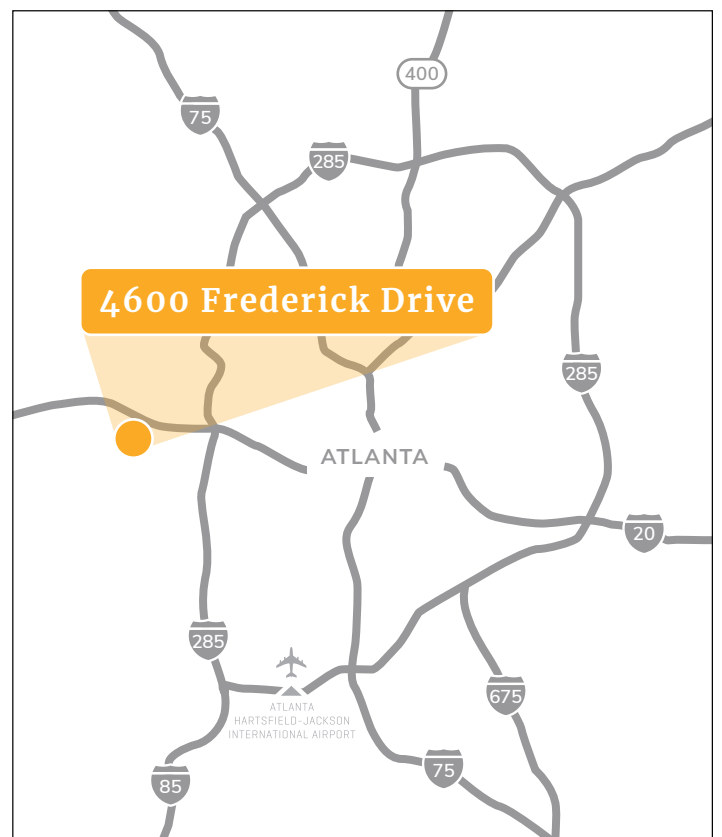 400
75
285
4600 Frederick Drive
285
ATLANTA
20
285
675
ATLANTA
HARTSFIELD-JACKSON
INTERNATIONAL AIRPORT
75
85